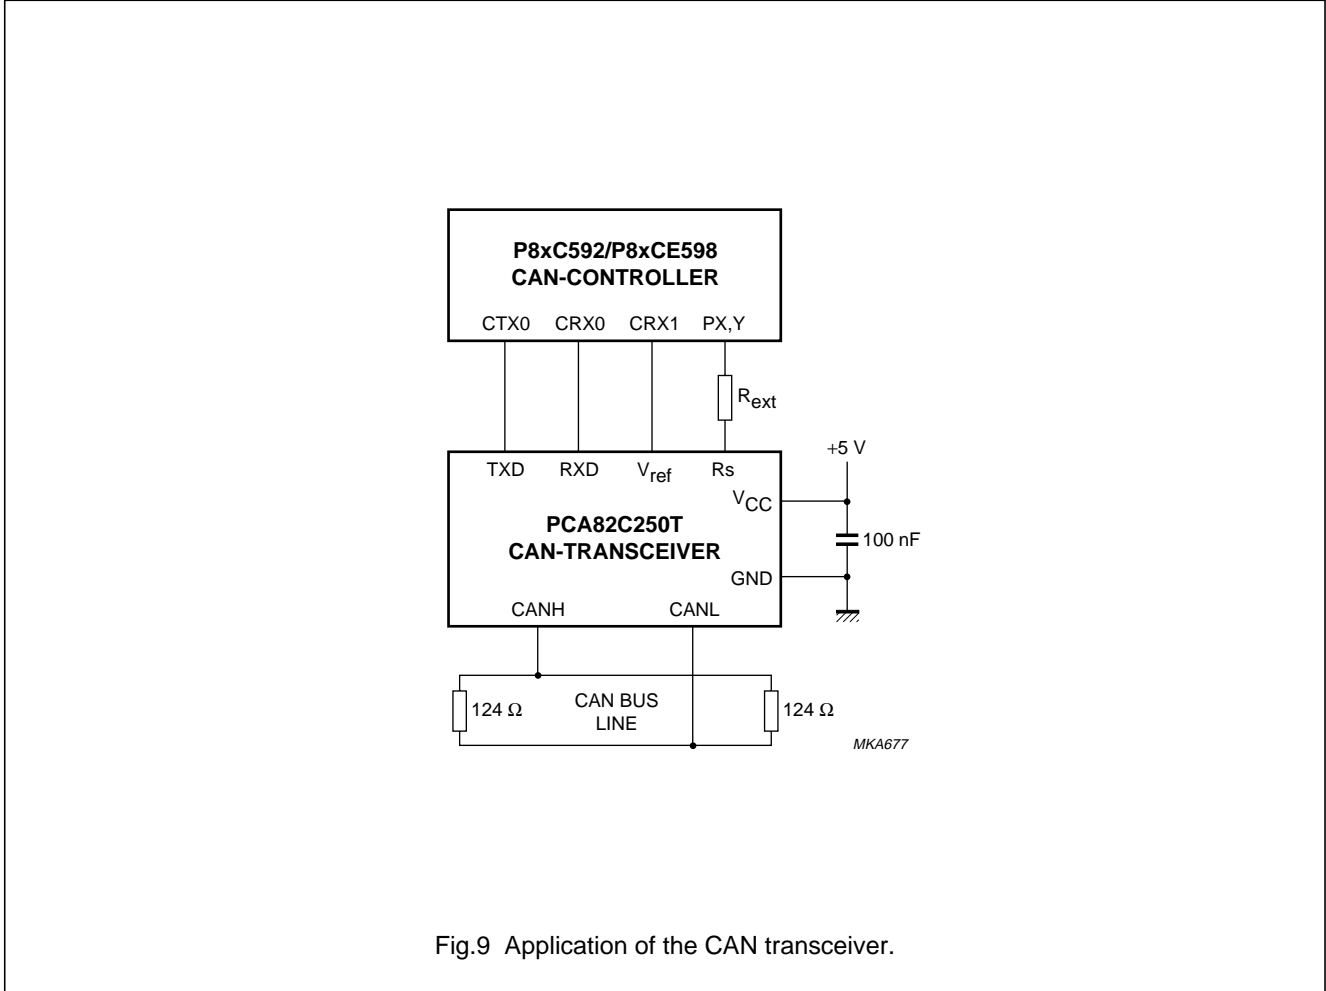 P8xC592/P8xCE598
CAN-CONTROLLER
CTX0 CRX0 CRX1 PX,Y
Rext
+5 V
TXD RXD Vref Rs
VCC
PCA82C250T
CAN-TRANSCEIVER
100 nF
GND
CANH CANL
124 Ω
CAN BUS
LINE
124 Ω
MKA677
Fig.9 Application of the CAN transceiver.